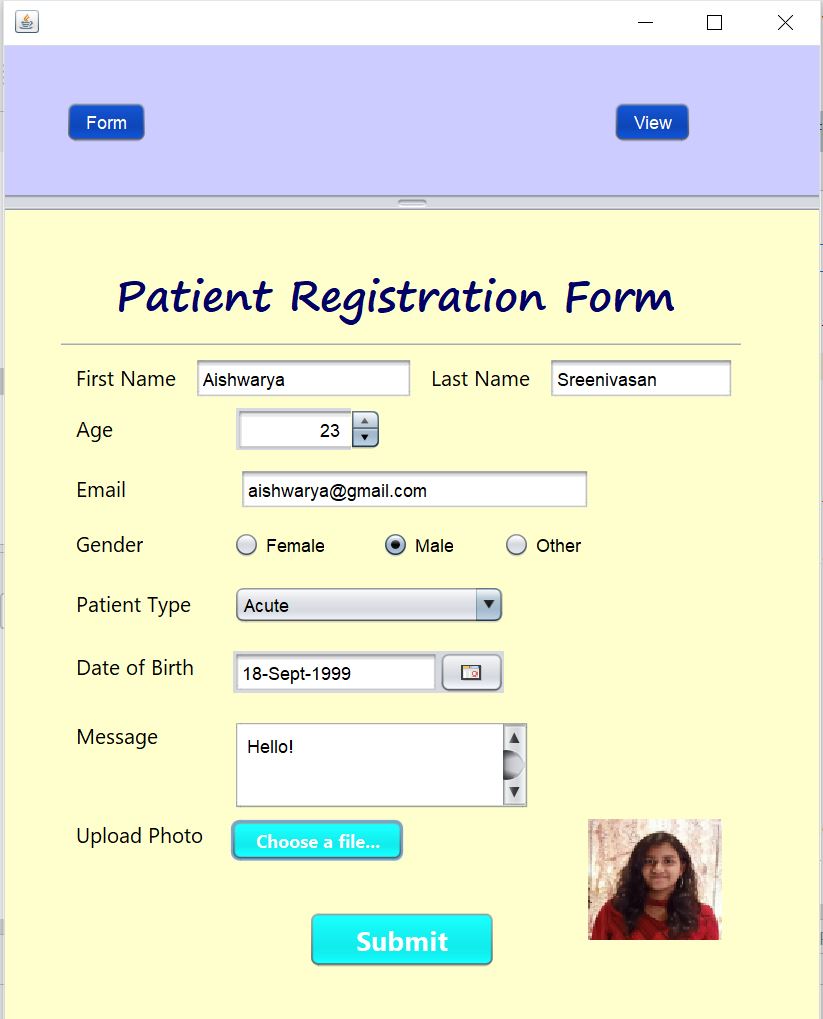 Form View
Patient Registration Form
First Name Aishwarya Last Name Sreenivasan
Age 23
Email aishwarya@gmail.com
Gender Female Male Other
Patient Type Acute
Date of Birth 18-Sept-1999
Message Hello!
Upload Photo Choose a file...
Submit